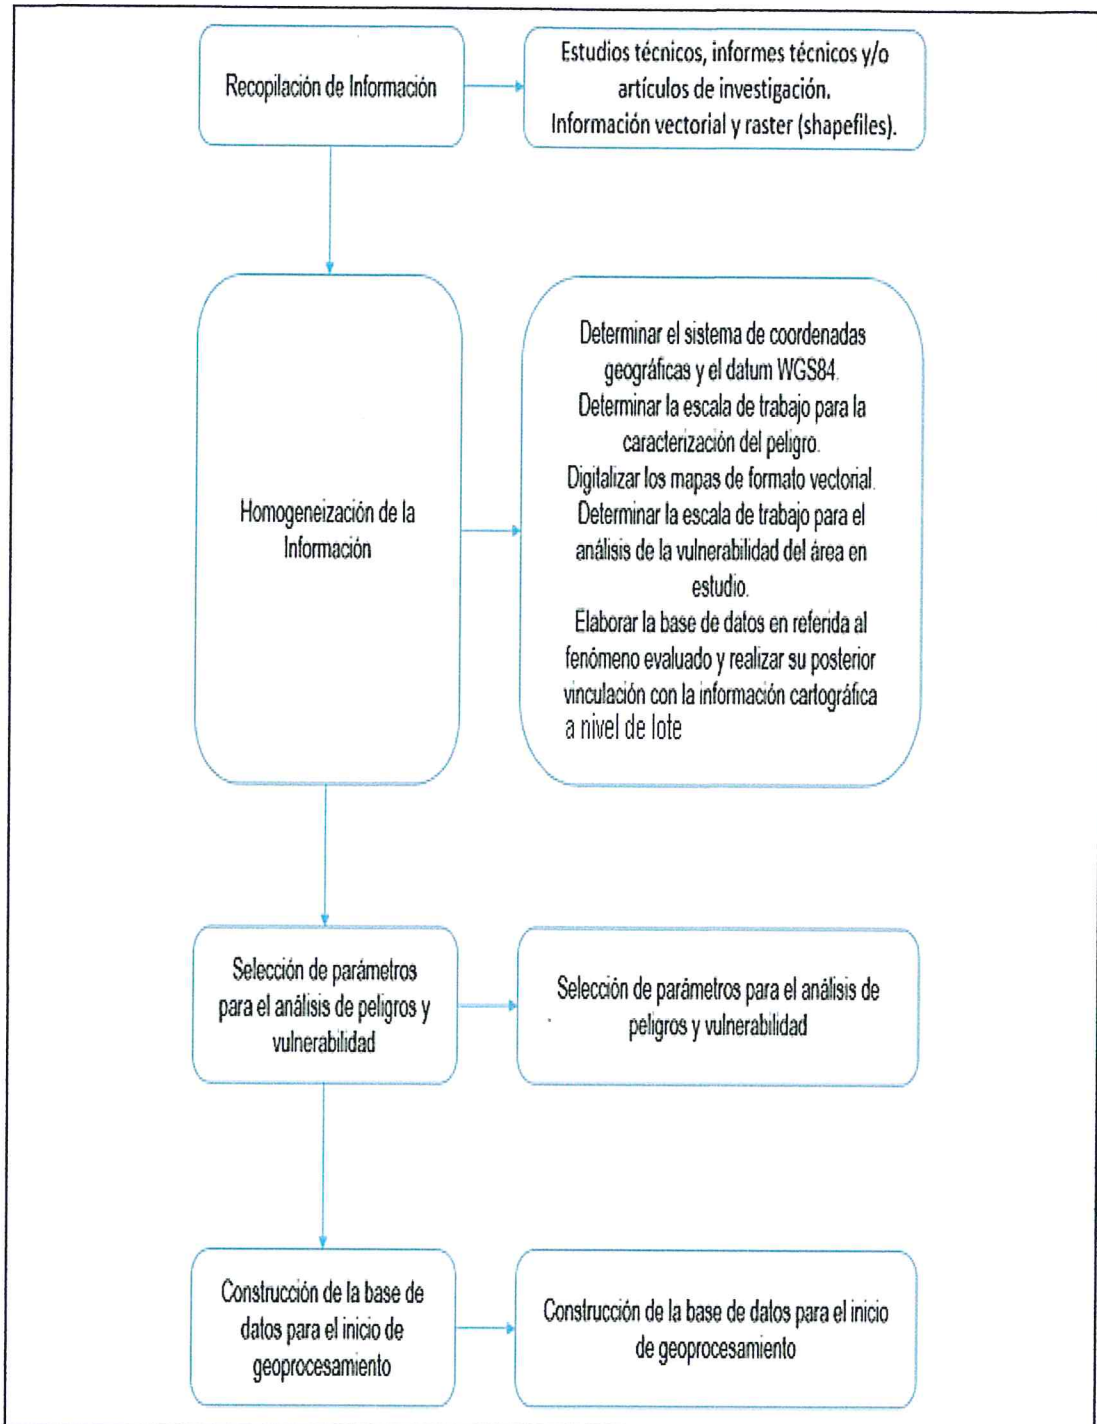 Recopilación de Información
Estudios técnicos, informes técnicos y/o
artículos de investigación.
Información vectorial y raster (shapefiles).
Homogeneización de la
Información
Determinar el sistema de coordenadas
geográficas y el datum WGS84.
Determinar la escala de trabajo para la
caracterización del peligro.
Digitalizar los mapas de formato vectorial.
Determinar la escala de trabajo para el
análisis de la vulnerabilidad del área en
estudio.
Elaborar la base de datos en referida al
fenómeno evaluado y realizar su posterior
vinculación con la información cartográfica
a nivel de lote
Selección de parámetros
para el análisis de peligros y
vulnerabilidad
Selección de parámetros para el análisis de
peligros y vulnerabilidad
Construcción de la base de
datos para el inicio de
geoprocesamiento
Construcción de la base de datos para el inicio
de geoprocesamiento